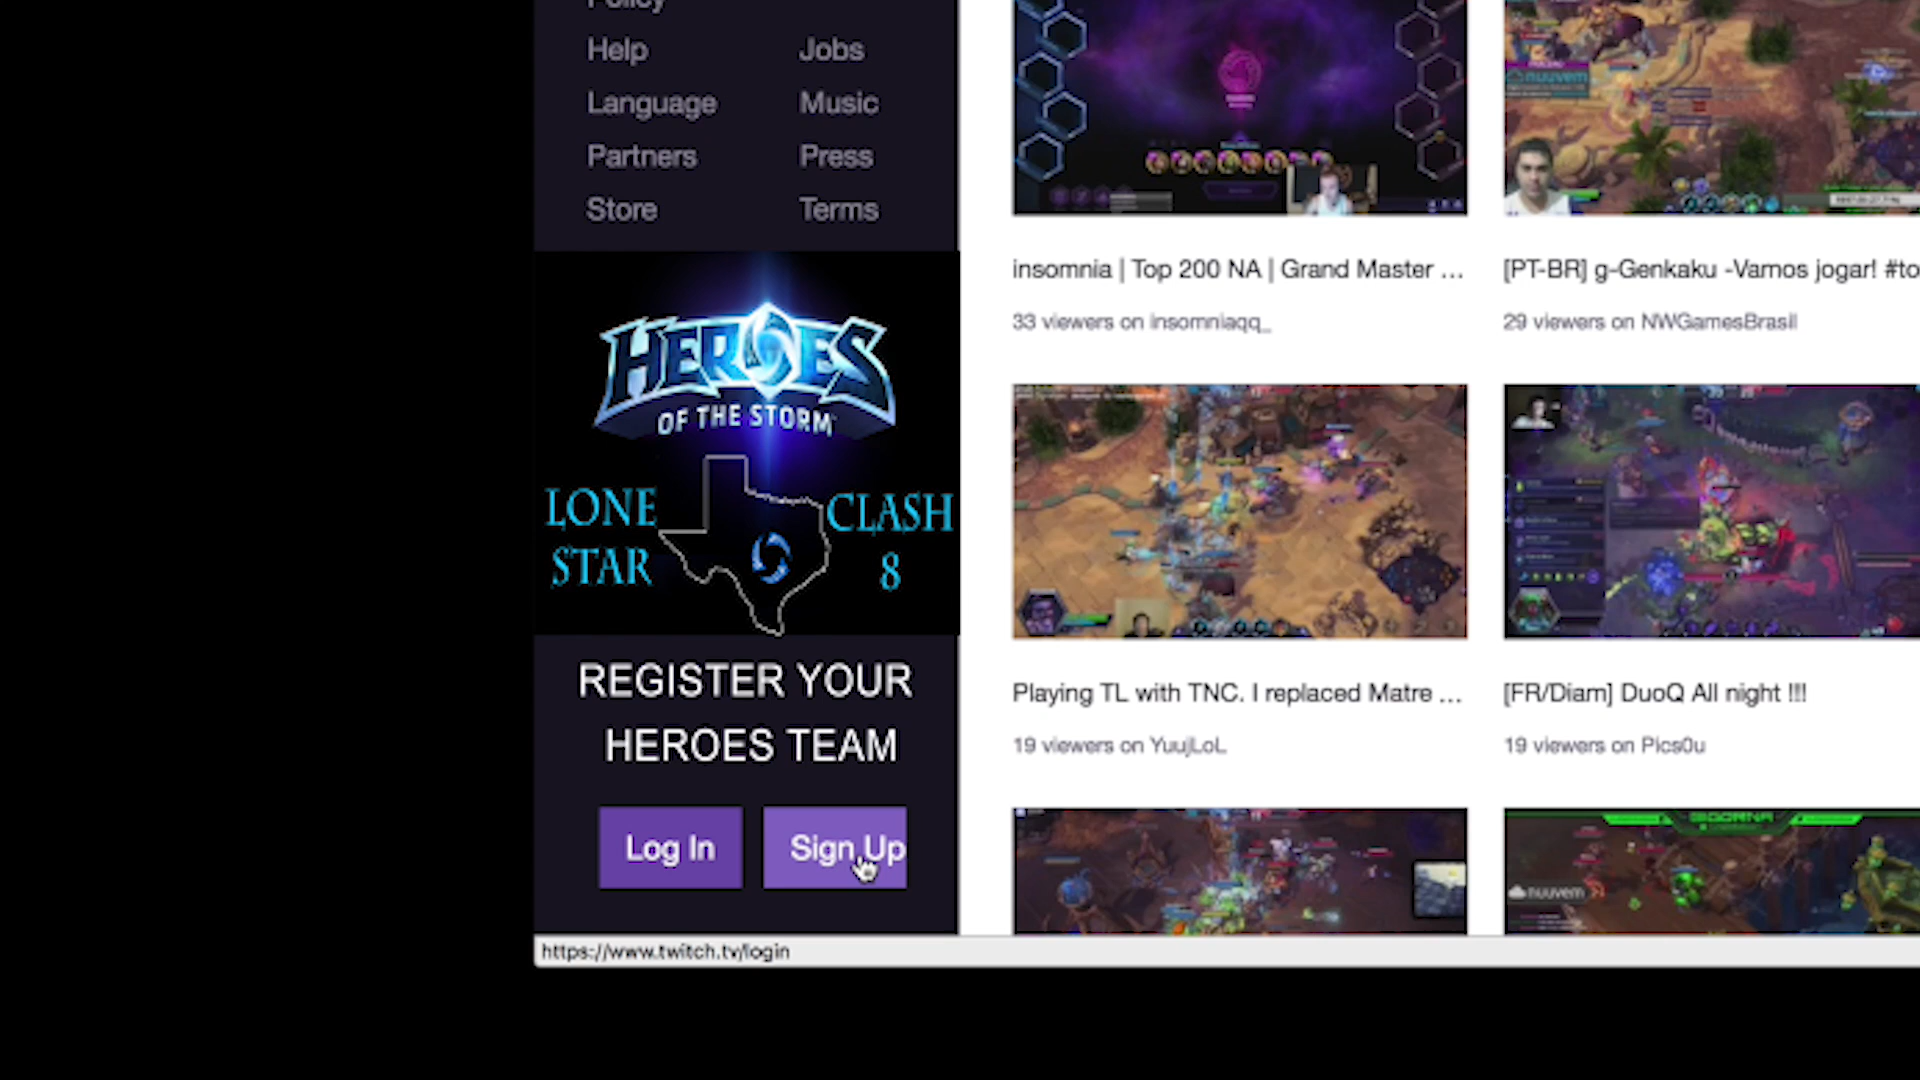 Policy
Help
Jobs
Language
Music
Partners
Press
Store
Terms
HEROES
OF THE STORM
LONE
STAR
CLASH
8
REGISTER YOUR
HEROES TEAM
Log In
Sign Up
https://www.twitch.tv/login
insomnia | Top 200 NA | Grand Master ...
33 viewers on insomniaqq_
[PT-BR] g-Genkaku -Vamos jogar! #to
29 viewers on NWGamesBrasil
nuuvem
Playing TL with TNC. I replaced Matre ...
19 viewers on YuujLoL
[FR/Diam] DuoQ All night !!!
19 viewers on Pics0u
nuuvem